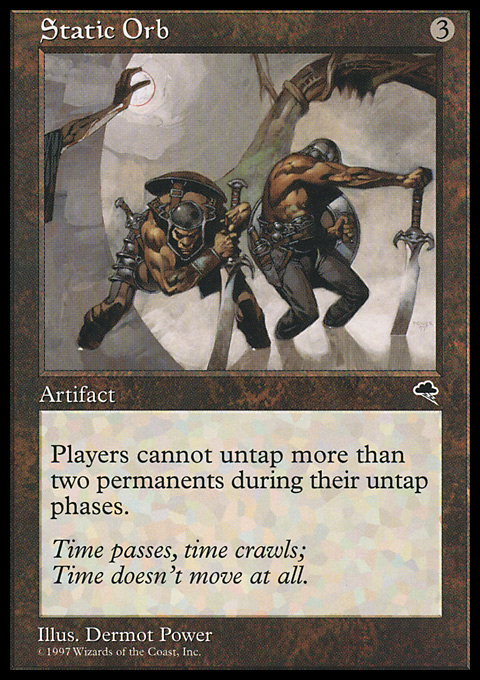 Static Orb
3
Artifact
Players cannot untap more than
two permanents during their untap
phases.
Time passes, time crawls;
Time doesn't move at all.
Illus. Dermot Power
©1997 Wizards of the Coast, Inc.